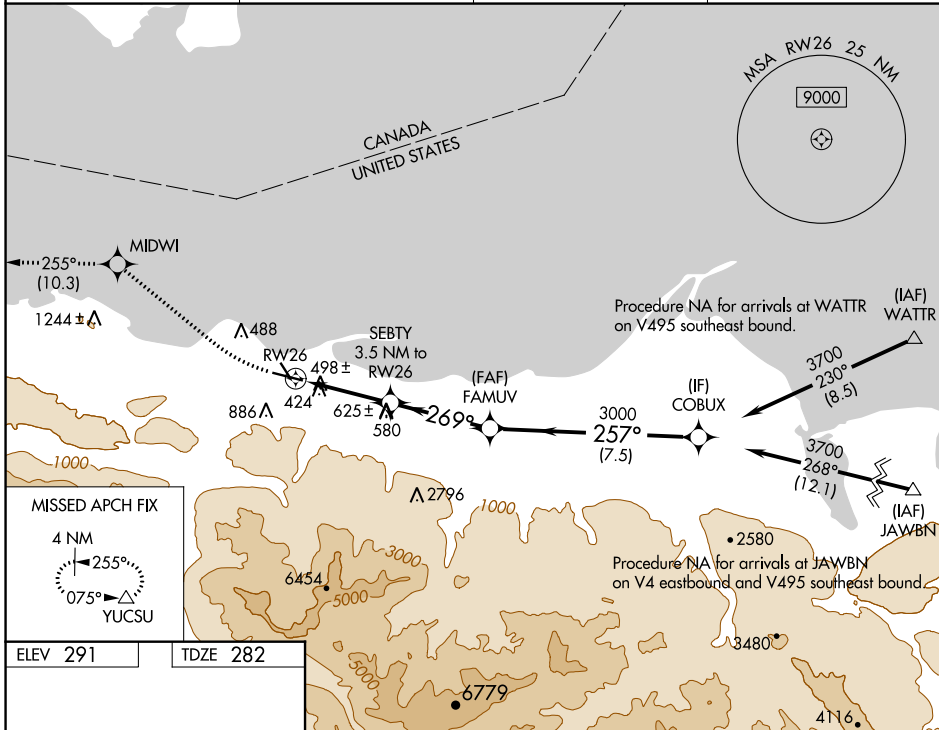 MSA RW26 25 NM
9000
CANADA
UNITED STATES
MIDWI
255°
(10.3)
1244 ±
488
Procedure NA for arrivals at WATTR
on V495 southeast bound.
(IAF)
WATTR
3700
230°
(8.5)
SEBTY
3.5 NM to
RW26
RW26
498 ±
424
(FAF)
FAMUV
(IF)
COBUX
886
625 ±
580
269°
3000
257°
(7.5)
3700
268°
(12.1)
(IAF)
JAWBN
1000
2796
1000
MISSED APCH FIX
4 NM
255°
075°
YUCSU
3000
6454
5000
2580
Procedure NA for arrivals at JAWBN
on V4 eastbound and V495 southeast bound.
3480
ELEV 291
TDZE 282
5000
6779
4116